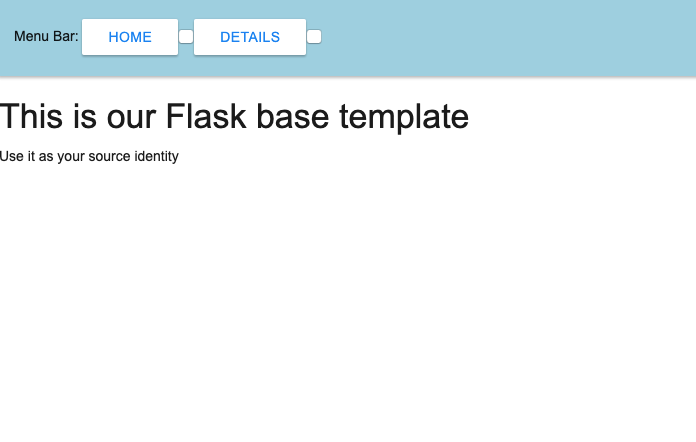 Menu Bar: HOME DETAILS
This is our Flask base template
Use it as your source identity